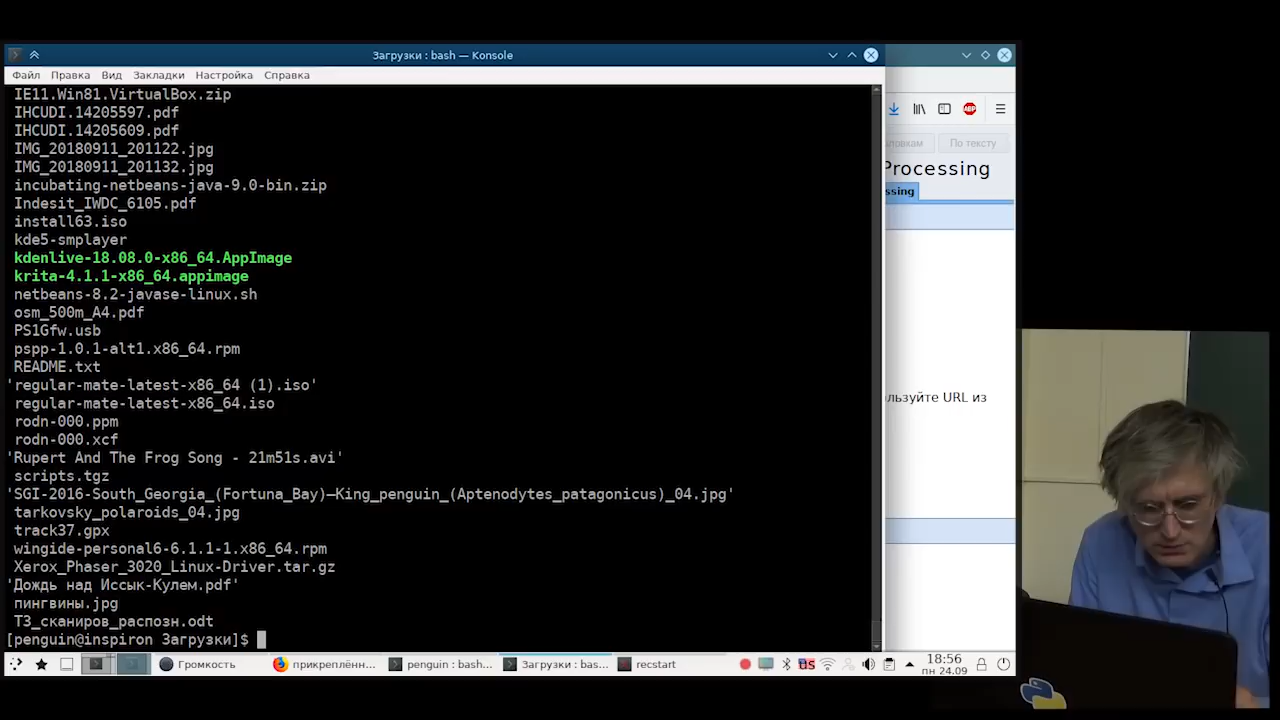 Загрузки : bash — Konsole
Файл Правка Вид Закладки Настройка Справка
IE11.Win81.VirtualBox.zip
IHCUDI.14205597.pdf
IHCUDI.14205609.pdf
IMG_20180911_201122.jpg
IMG_20180911_201132.jpg
incubating-netbeans-java-9.0-bin.zip
Indesit_IWDC_6105.pdf
install63.iso
kde5-smplayer
kdenlive-18.08.0-x86_64.AppImage
krita-4.1.1-x86_64.appimage
netbeans-8.2-javase-linux.sh
osm_500m_A4.pdf
PS1Gfw.usb
pspp-1.0.1-alt1.x86_64.rpm
README.txt
'regular-mate-latest-x86_64 (1).iso'
regular-mate-latest-x86_64.iso
rodn-000.ppm
rodn-000.xcf
'Rupert And The Frog Song - 21m51s.avi'
scripts.tgz
'SGI-2016-South_Georgia_(Fortuna_Bay)–King_penguin_(Aptenodytes_patagonicus)_04.jpg'
tarkovsky_polaroids_04.jpg
track37.gpx
wingide-personal6-6.1.1-1.x86_64.rpm
Xerox_Phaser_3020_Linux-Driver.tar.gz
'Дождь над Иссык-Кулем.pdf'
пингвины.jpg
ТЗ_сканиров_распозн.odt
[penguin@inspiron Загрузки]$
ABP
оловкам По тексту
Processing
ssing
льзуйте URL из
Громкость прикреплённ... penguin : bash... Загрузки : bas... recstart us 18:56
пн 24.09